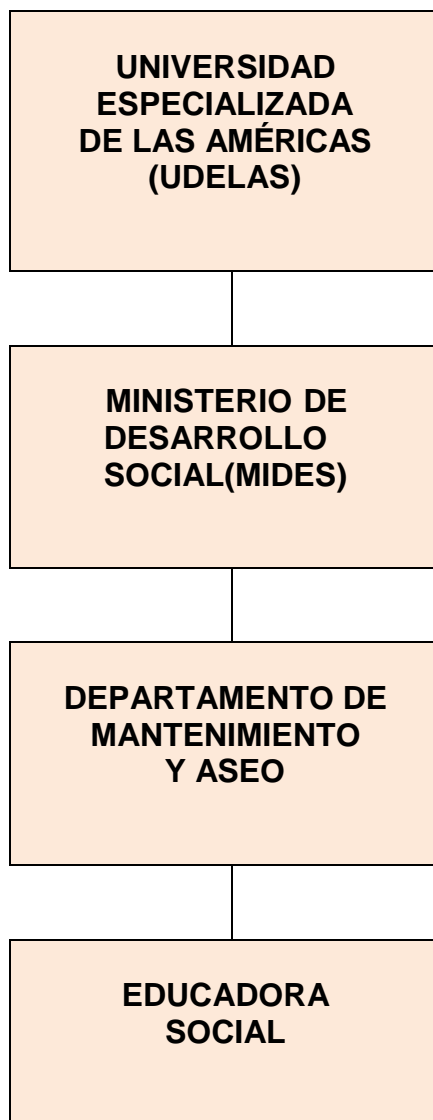 UNIVERSIDAD
ESPECIALIZADA
DE LAS AMÉRICAS
(UDELAS)
MINISTERIO DE
DESARROLLO
SOCIAL(MIDES)
DEPARTAMENTO DE
MANTENIMIENTO
Y ASEO
EDUCADORA
SOCIAL